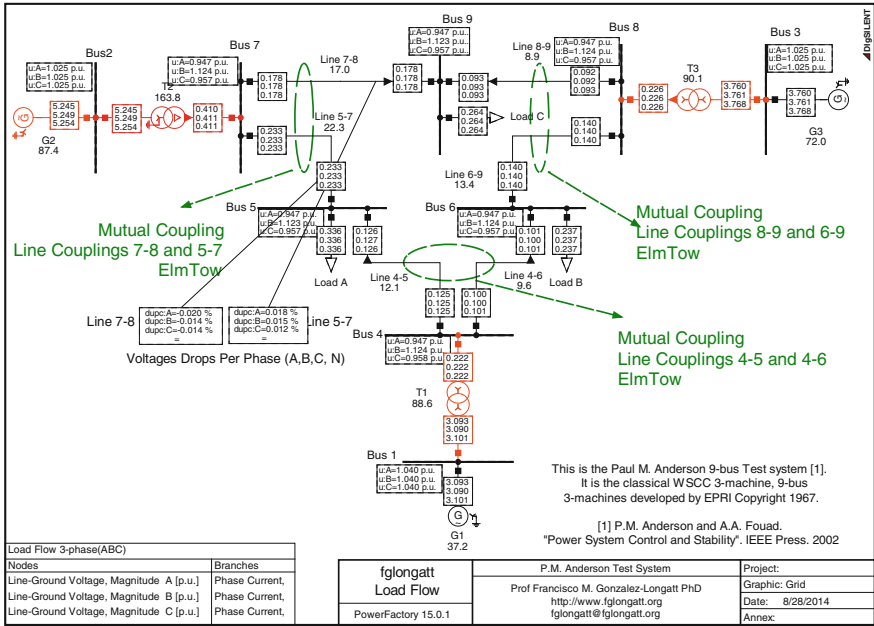 DIgSILENT
Bus 9
u:A=0.947 p.u.
u:B=1.123 p.u.
u:C=0.957 p.u.
Bus 8
u:A=0.947 p.u.
u:B=1.124 p.u.
u:C=0.957 p.u.
Bus 3
u:A=1.025 p.u.
u:B=1.025 p.u.
u:C=1.025 p.u.
Bus2
u:A=1.025 p.u.
u:B=1.025 p.u.
u:C=1.025 p.u.
Bus 7
u:A=0.947 p.u.
u:B=1.124 p.u.
u:C=0.957 p.u.
Line 7-8
17.0
0.178
0.178
0.178
0.178
0.178
0.178
Line 8-9
8.9
0.093
0.093
0.093
0.092
0.092
0.093
T3
90.1
0.226
0.226
0.226
3.760
3.761
3.768
3.760
3.761
3.768
G
~
G3
72.0
G
~
G2
87.4
5.245
5.249
5.254
5.245
5.249
5.254
T2
163.8
0.410
0.411
0.411
0.233
0.233
0.233
Line 5-7
22.3
0.233
0.233
0.233
0.264
0.264
0.264
Load C
0.140
0.140
0.140
Line 6-9
13.4
0.140
0.140
0.140
Mutual Coupling
Line Couplings 7-8 and 5-7
ElmTow
Bus 5
u:A=0.947 p.u.
u:B=1.123 p.u.
u:C=0.957 p.u.
0.336
0.336
0.336
Load A
0.126
0.127
0.126
Line 4-5
12.1
Bus 6
u:A=0.947 p.u.
u:B=1.124 p.u.
u:C=0.957 p.u.
0.101
0.100
0.101
0.237
0.237
0.237
Load B
Line 4-6
9.6
Mutual Coupling
Line Couplings 8-9 and 6-9
ElmTow
Line 7-8
dupc:A=-0.020 %
dupc:B=-0.014 %
dupc:C=-0.014 %
=
dupc:A=0.018 %
dupc:B=0.015 %
dupc:C=0.012 %
=
Line 5-7
Voltages Drops Per Phase (A,B,C, N)
0.125
0.125
0.125
0.100
0.100
0.101
Bus 4
u:A=0.947 p.u.
u:B=1.124 p.u.
u:C=0.958 p.u.
0.222
0.222
0.222
T1
88.6
3.093
3.090
3.101
Mutual Coupling
Line Couplings 4-5 and 4-6
ElmTow
Bus 1
u:A=1.040 p.u.
u:B=1.040 p.u.
u:C=1.040 p.u.
3.093
3.090
3.101
G
~
G1
37.2
This is the Paul M. Anderson 9-bus Test system [1].
It is the classical WSCC 3-machine, 9-bus
3-machines developed by EPRI Copyright 1967.
[1] P.M. Anderson and A.A. Fouad.
"Power System Control and Stability". IEEE Press. 2002
Load Flow 3-phase(ABC)
Nodes Branches
Line-Ground Voltage, Magnitude A [p.u.] Phase Current,
Line-Ground Voltage, Magnitude B [p.u.] Phase Current,
Line-Ground Voltage, Magnitude C [p.u.] Phase Current,
fglongatt
Load Flow
PowerFactory 15.0.1
P.M. Anderson Test System
Prof Francisco M. Gonzalez-Longatt PhD
http://www.fglongatt.org
fglongatt@fglongatt.org
Project:
Graphic: Grid
Date: 8/28/2014
Annex: